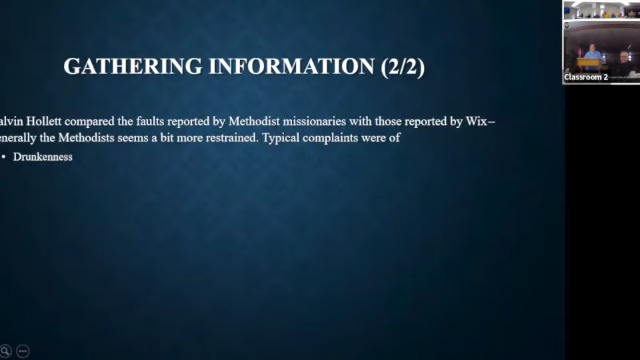 GATHERING INFORMATION (2/2)
alvin Hollett compared the faults reported by Methodist missionaries with those reported by Wix–
enerally the Methodists seems a bit more restrained. Typical complaints were of
• Drunkenness
Classroom 2